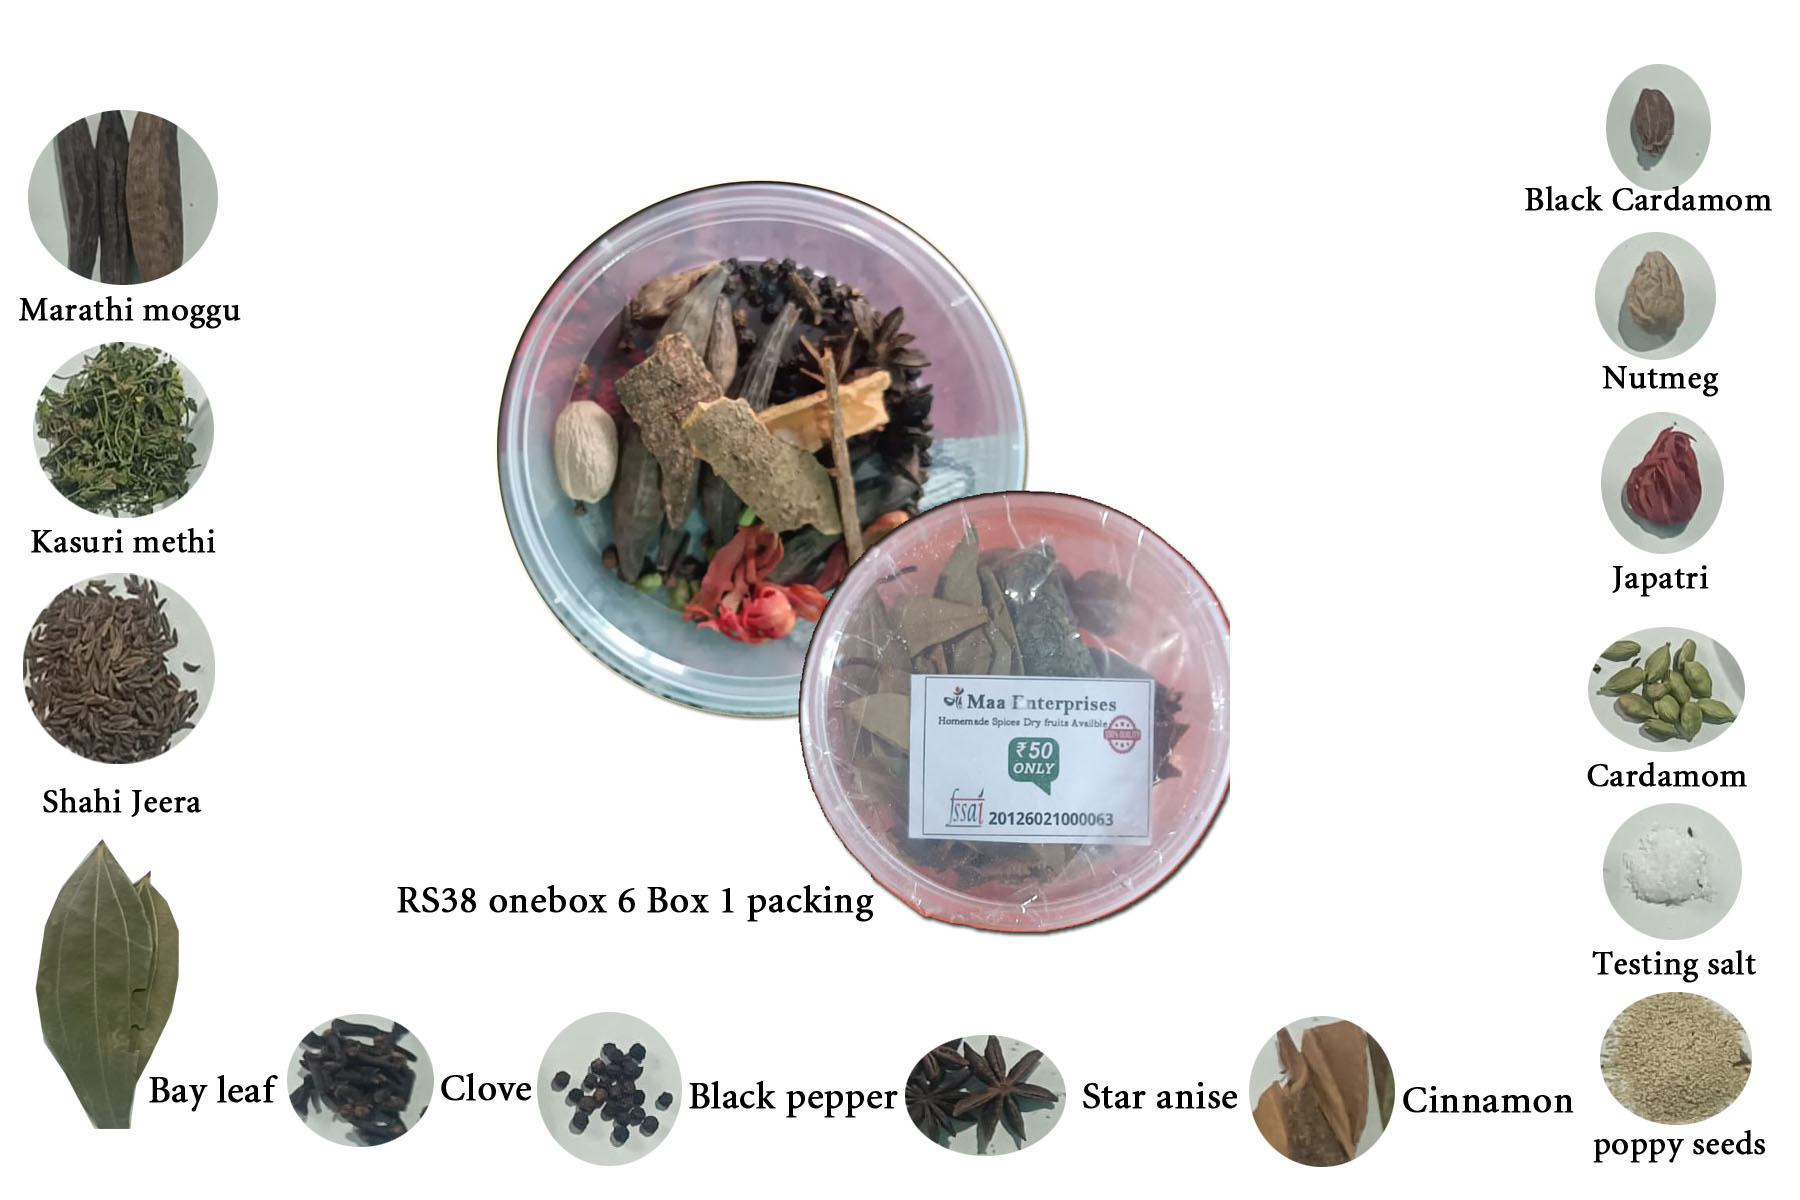 Black Cardamom
Marathi moggu
Nutmeg
Kasuri methi
Japatri
Shahi Jeera
Cardamom
Maa Enterprises
Homemade Spices Dry fruits Availble
100% QUALITY
₹50
ONLY
fssai 20126021000063
RS38 onebox 6 Box 1 packing
Testing salt
Bay leaf
Clove
Black pepper
Star anise
Cinnamon
poppy seeds